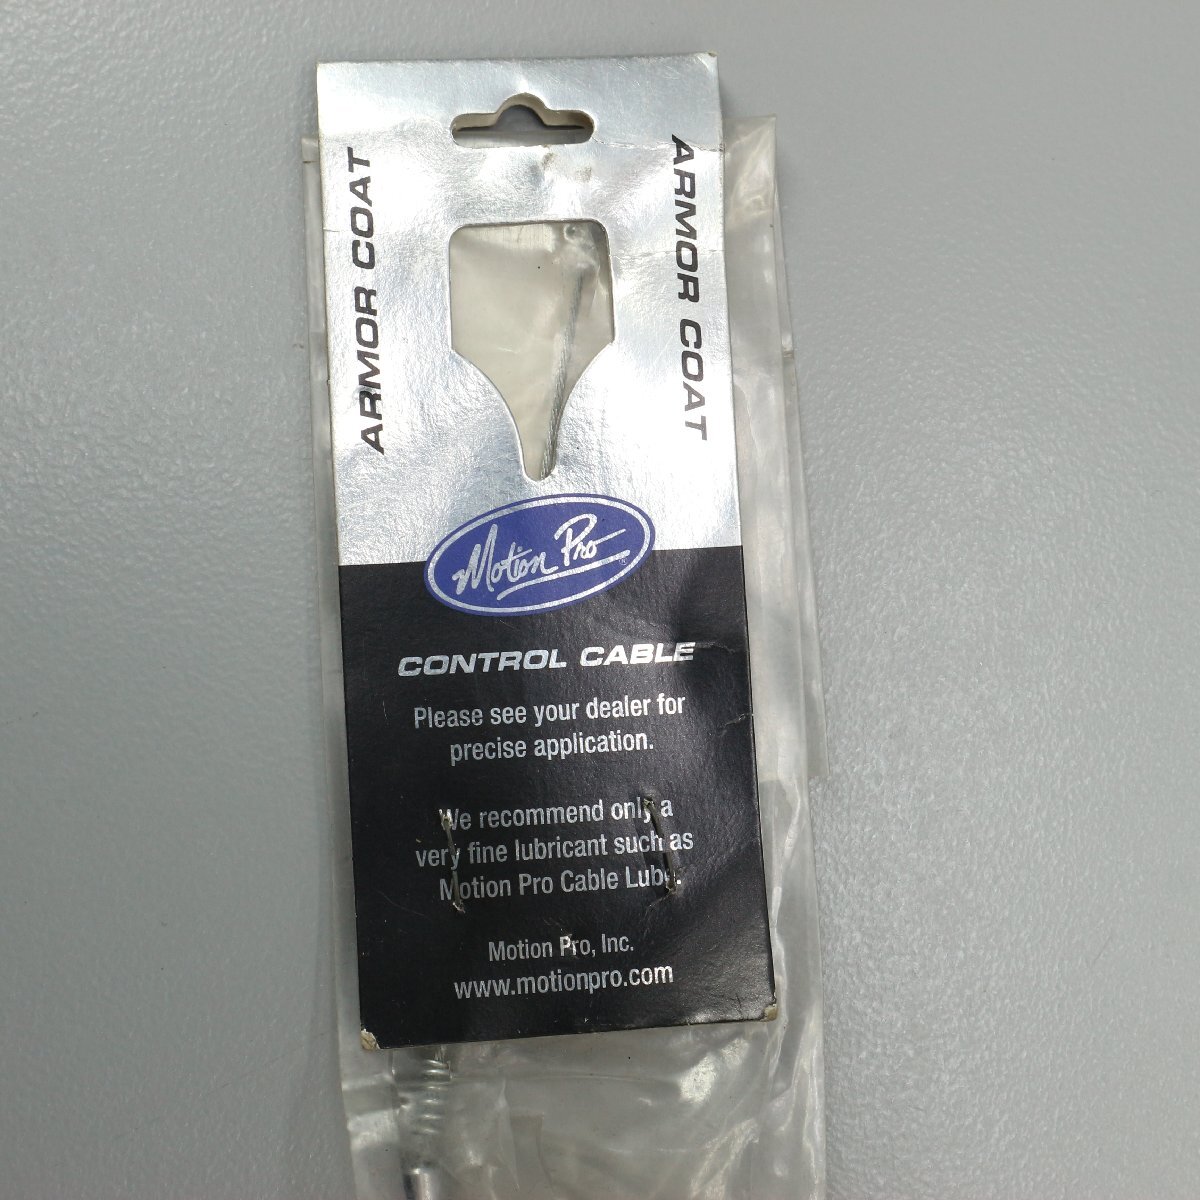 ARMOR COAT
ARMOR COAT
Motion Pro®
CONTROL CABLE
Please see your dealer for
precise application.
We recommend only a
very fine lubricant such as
Motion Pro Cable Lube.
Motion Pro, Inc.
www.motionpro.com